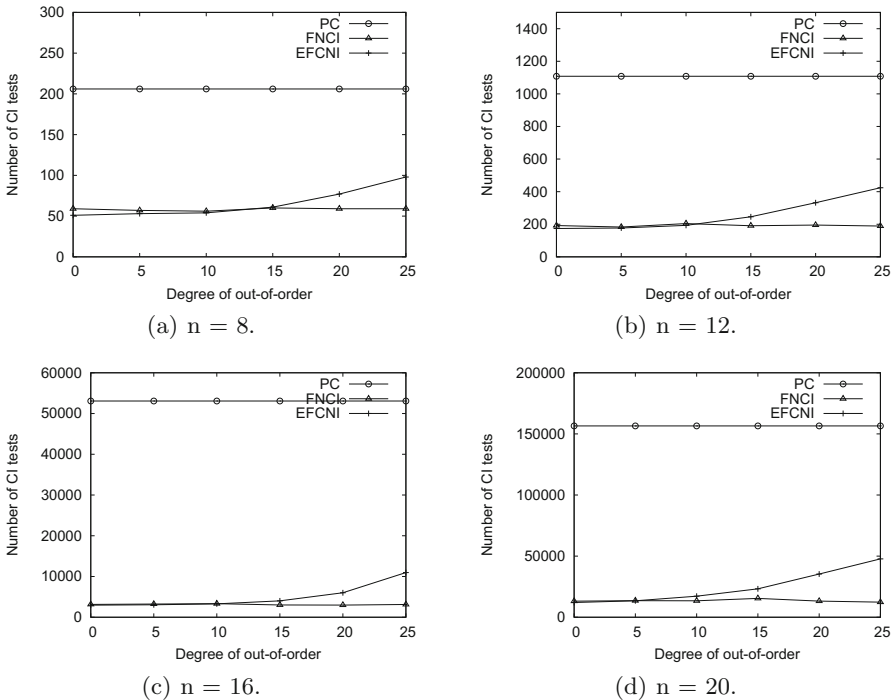 300
250
200
150
100
50
0
Number of CI tests
PC
FNCI
EFCNI
0 5 10 15 20 25
Degree of out-of-order
(a) n = 8.
1400
1200
1000
800
600
400
200
0
Number of CI tests
PC
FNCI
EFCNI
0 5 10 15 20 25
Degree of out-of-order
(b) n = 12.
60000
50000
40000
30000
20000
10000
0
Number of CI tests
PC
FNCI
EFCNI
0 5 10 15 20 25
Degree of out-of-order
(c) n = 16.
200000
150000
100000
50000
0
Number of CI tests
PC
FNCI
EFCNI
0 5 10 15 20 25
Degree of out-of-order
(d) n = 20.